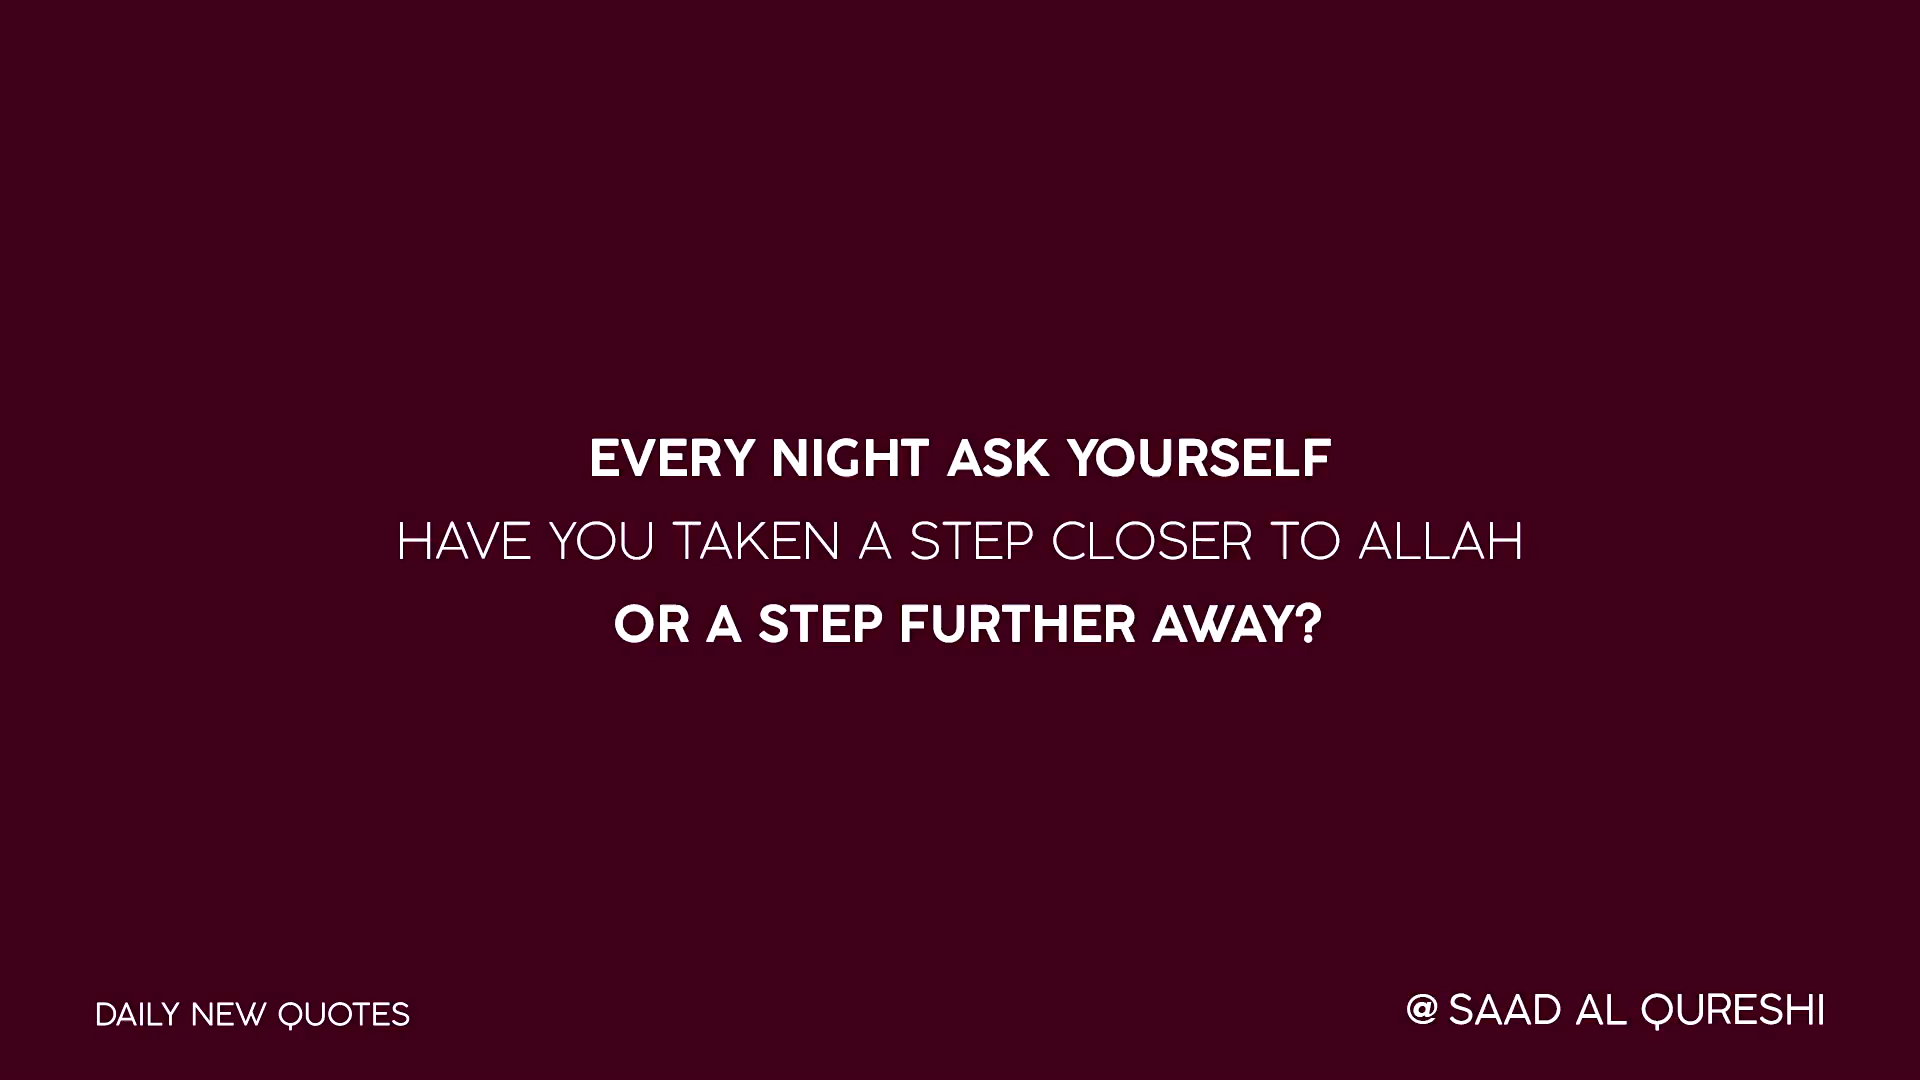 EVERY NIGHT ASK YOURSELF
HAVE YOU TAKEN A STEP CLOSER TO ALLAH
OR A STEP FURTHER AWAY?
DAILY NEW QUOTES
@ SAAD AL QURESHI